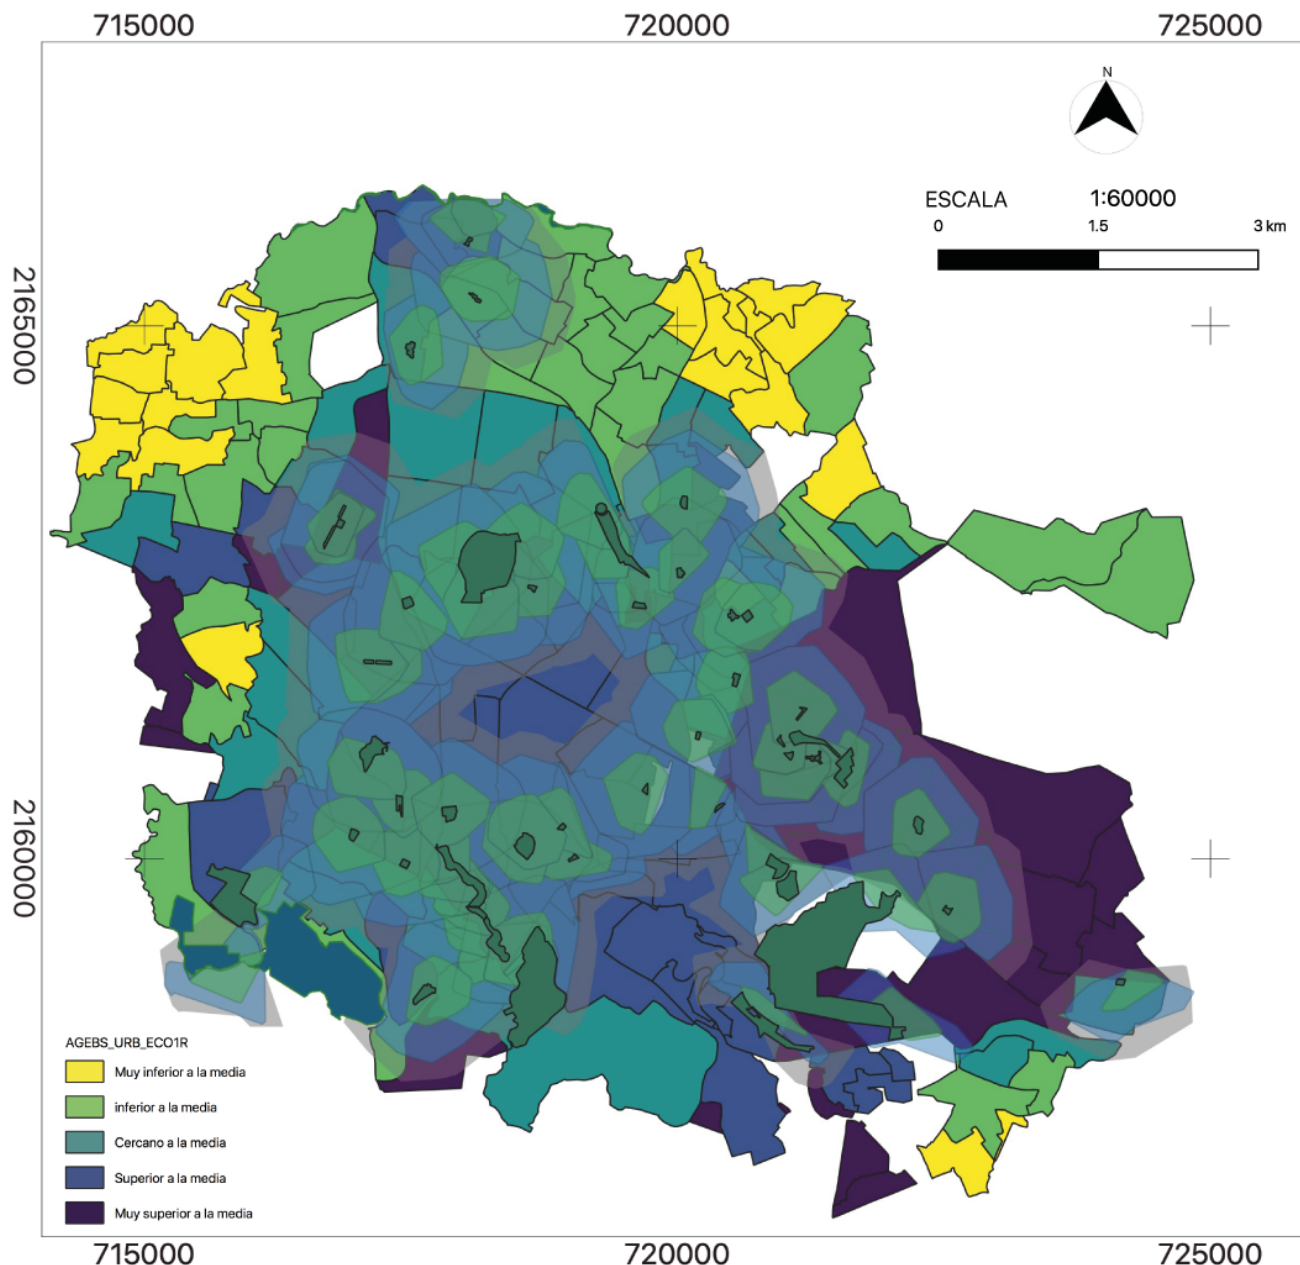 715000
720000
725000
N
ESCALA 1:60000
0 1.5 3 km
2165000
2160000
AGEBS_URB_ECO1R
Muy inferior a la media
inferior a la media
Cercano a la media
Superior a la media
Muy superior a la media
715000
720000
725000